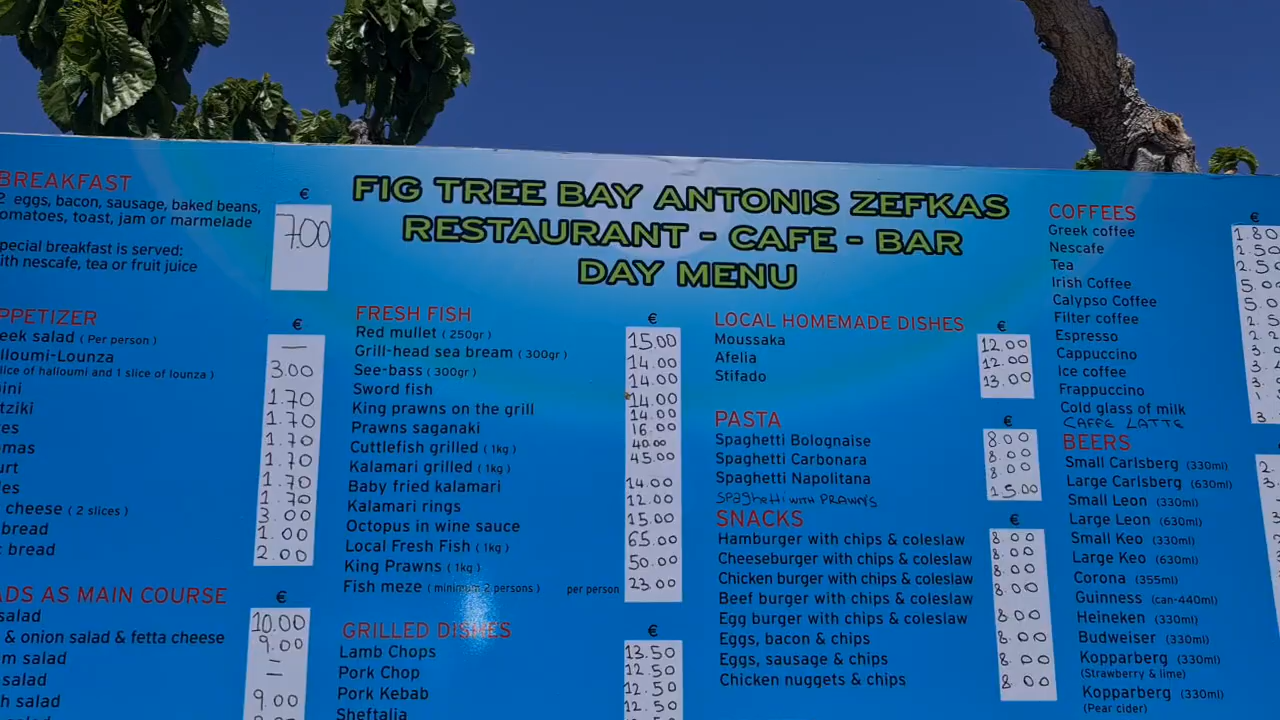 BREAKFAST €
2 eggs, bacon, sausage, baked beans,
tomatoes, toast, jam or marmelade
7.00
special breakfast is served:
with nescafe, tea or fruit juice
FIG TREE BAY ANTONIS ZEFKAS
RESTAURANT - CAFE - BAR
DAY MENU
PPETIZER €
eek salad ( Per person ) —
lloumi-Lounza 3.00
lice of halloumi and 1 slice of lounza )
ini 1.70
tziki 1.70
es 1.70
mas 1.70
urt 1.70
les 1.70
cheese ( 2 slices ) 3.00
bread 1.00
bread 2.00
ADS AS MAIN COURSE €
salad 10.00
& onion salad & fetta cheese 9.00
m salad —
salad
h salad 9.00
FRESH FISH €
Red mullet ( 250gr ) 15.00
Grill-head sea bream ( 300gr ) 14.00
See-bass ( 300gr ) 14.00
Sword fish 14.00
King prawns on the grill 14.00
Prawns saganaki 16.00
Cuttlefish grilled ( 1kg ) 40.00
Kalamari grilled ( 1kg ) 45.00
Baby fried kalamari 14.00
Kalamari rings 12.00
Octopus in wine sauce 15.00
Local Fresh Fish ( 1kg ) 65.00
King Prawns ( 1kg ) 50.00
Fish meze ( minimum 2 persons ) per person 23.00
GRILLED DISHES €
Lamb Chops 13.50
Pork Chop 12.50
Pork Kebab 12.50
Sheftalia
LOCAL HOMEMADE DISHES €
Moussaka 12.00
Afelia 12.00
Stifado 13.00
PASTA €
Spaghetti Bolognaise 8.00
Spaghetti Carbonara 8.00
Spaghetti Napolitana 8.00
spaghetti WITH PRAWNS 15.00
SNACKS €
Hamburger with chips & coleslaw 8.00
Cheeseburger with chips & coleslaw 8.00
Chicken burger with chips & coleslaw 8.00
Beef burger with chips & coleslaw 8.00
Egg burger with chips & coleslaw 8.00
Eggs, bacon & chips 8.00
Eggs, sausage & chips 8.00
Chicken nuggets & chips 8.00
COFFEES €
Greek coffee 1.80
Nescafe 2.50
Tea 2.50
Irish Coffee 5.0
Calypso Coffee 5.0
Filter coffee 2.5
Espresso 2.
Cappuccino 3.
Ice coffee 3.
Frappuccino
Cold glass of milk
CAFFE LATTE 3.
BEERS
Small Carlsberg (330ml) 2.
Large Carlsberg (630ml) 3.
Small Leon (330ml)
Large Leon (630ml)
Small Keo (330ml)
Large Keo (630ml)
Corona (355ml)
Guinness (can-440ml)
Heineken (330ml)
Budweiser (330ml)
Kopparberg (330ml)
(Strawberry & lime)
Kopparberg (330ml)
(Pear cider)